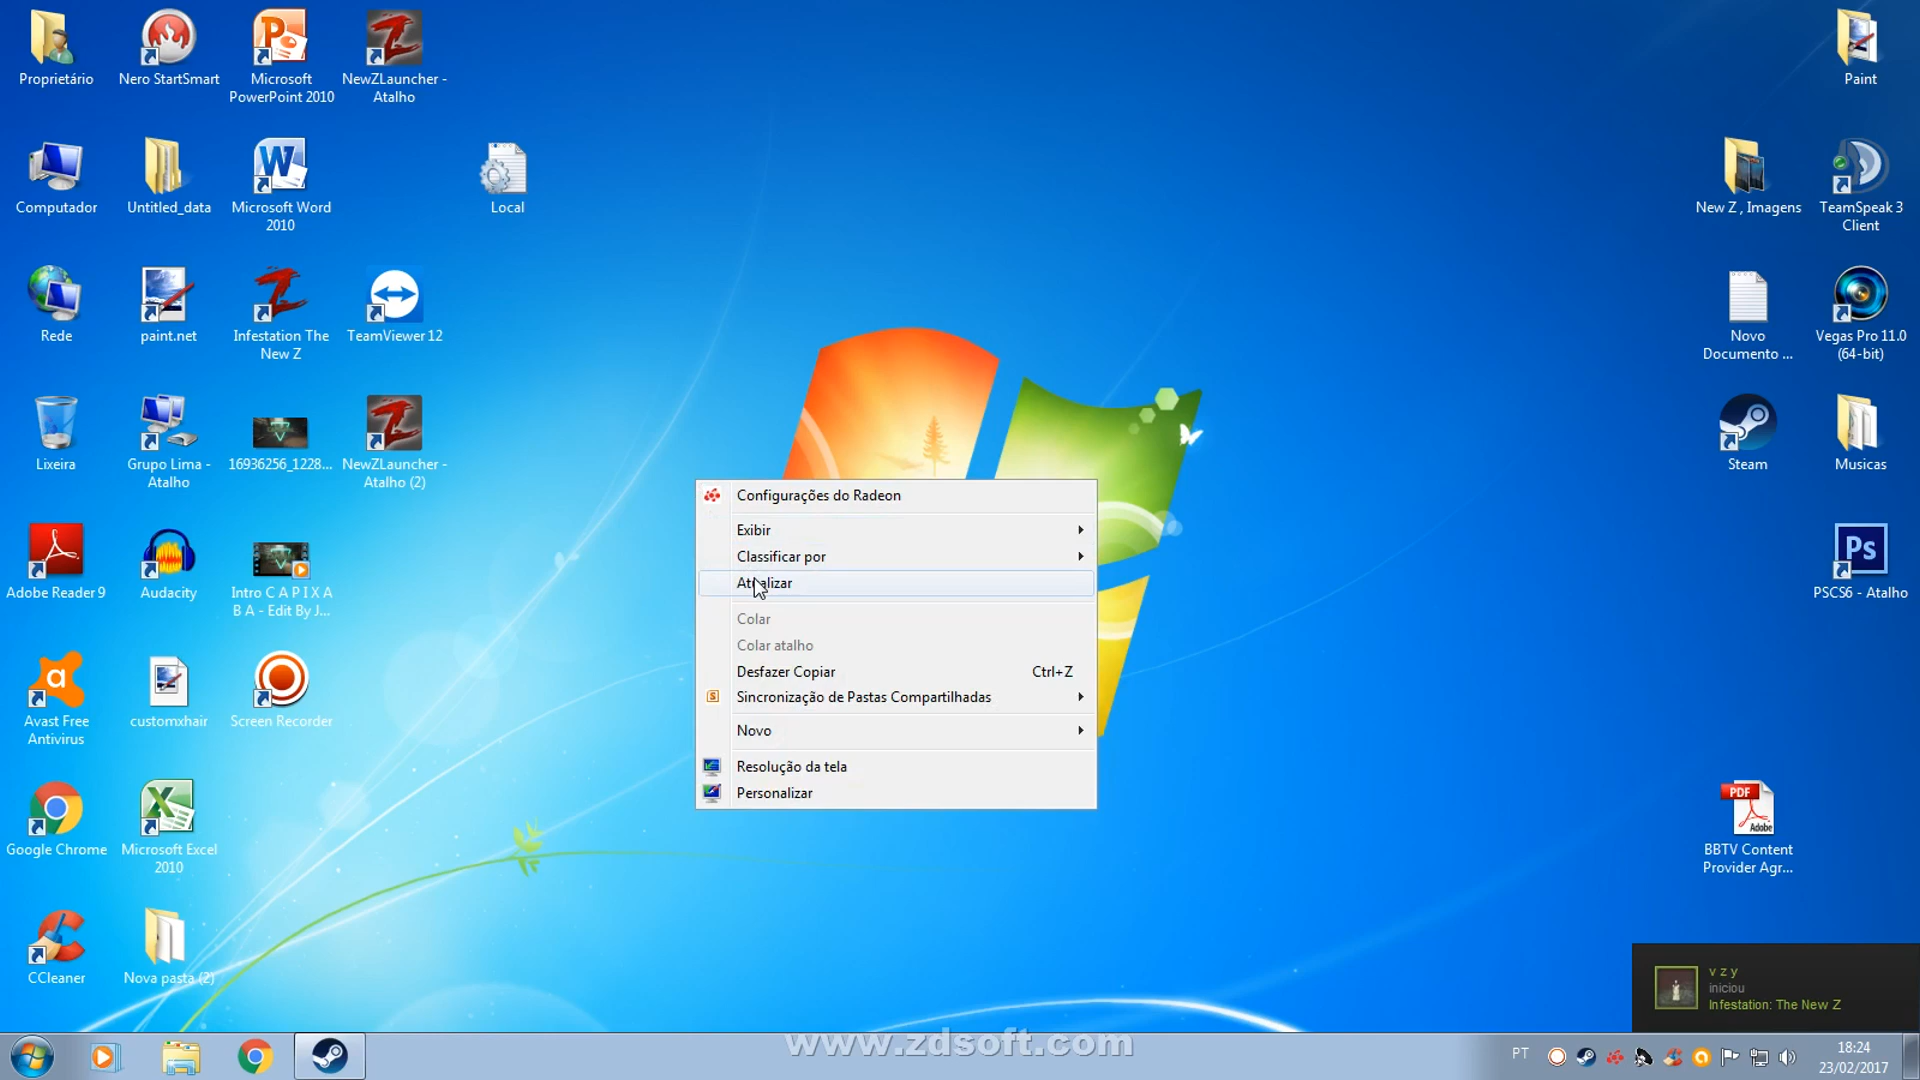 Proprietário
Nero StartSmart
Microsoft
PowerPoint 2010
NewZLauncher -
Atalho
Paint
Computador
Untitled_data
Microsoft Word
2010
Local
New Z , Imagens
TeamSpeak 3
Client
Rede
paint.net
Infestation The
New Z
TeamViewer 12
Novo
Documento ...
Vegas Pro 11.0
(64-bit)
Lixeira
Grupo Lima -
Atalho
16936256_1228...
NewZLauncher -
Atalho (2)
Steam
Musicas
Adobe Reader 9
Audacity
Intro C A P I X A
B A - Edit By J...
Ps
PSCS6 - Atalho
Configurações do Radeon
Exibir
Classificar por
Atualizar
Colar
Colar atalho
Desfazer Copiar Ctrl+Z
Sincronização de Pastas Compartilhadas
Novo
Resolução da tela
Personalizar
Avast Free
Antivirus
customxhair
Screen Recorder
Google Chrome
Microsoft Excel
2010
PDF
Adobe
BBTV Content
Provider Agr...
CCleaner
Nova pasta (2)
v z y
iniciou
Infestation: The New Z
www.zdsoft.com
PT
18:24
23/02/2017